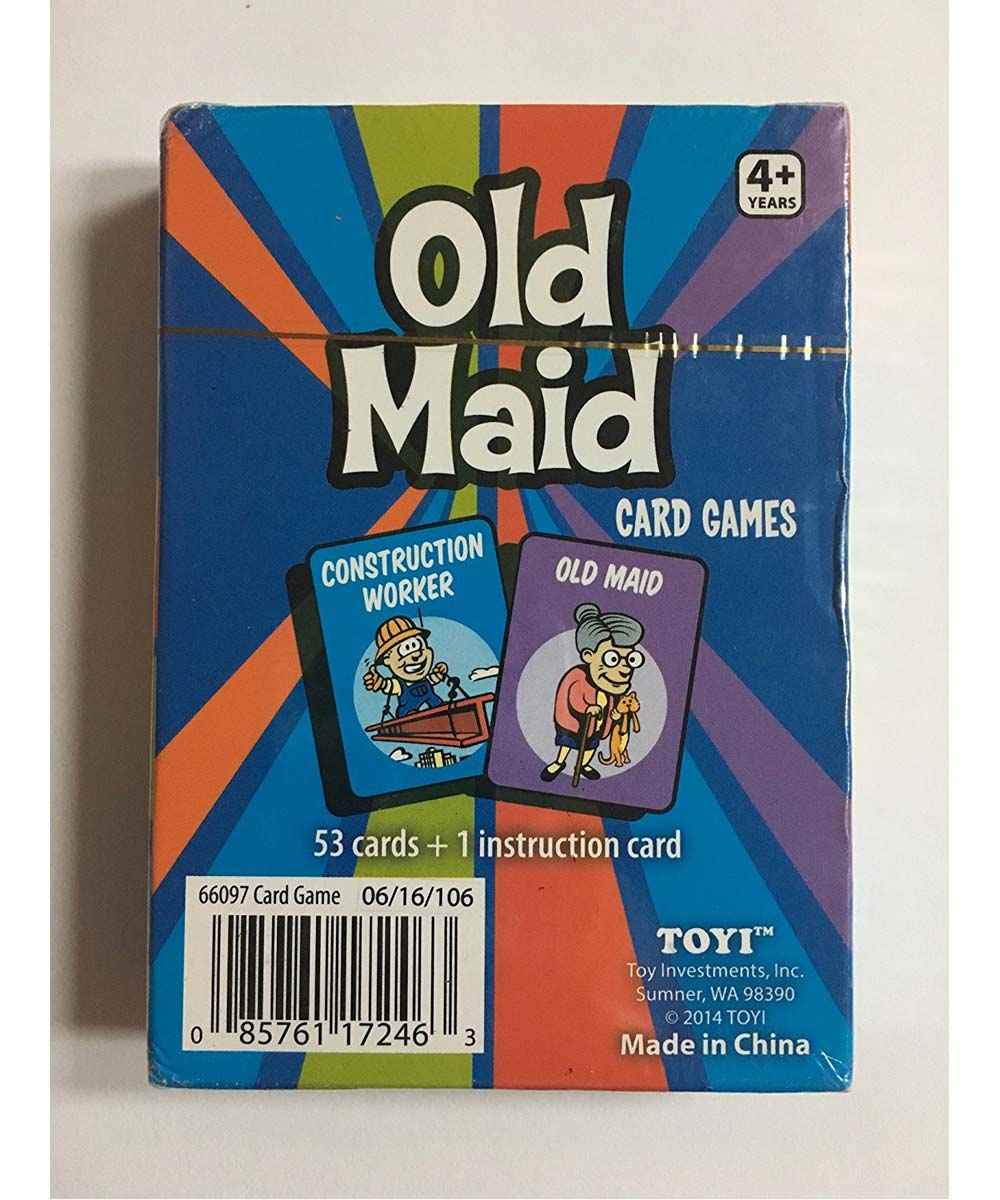 4+
YEARS
Old
Maid
CARD GAMES
CONSTRUCTION
WORKER
OLD MAID
53 cards + 1 instruction card
66097 Card Game 06/16/106
0 85761 17246 3
TOYI™
Toy Investments, Inc.
Sumner, WA 98390
© 2014 TOYI
Made in China